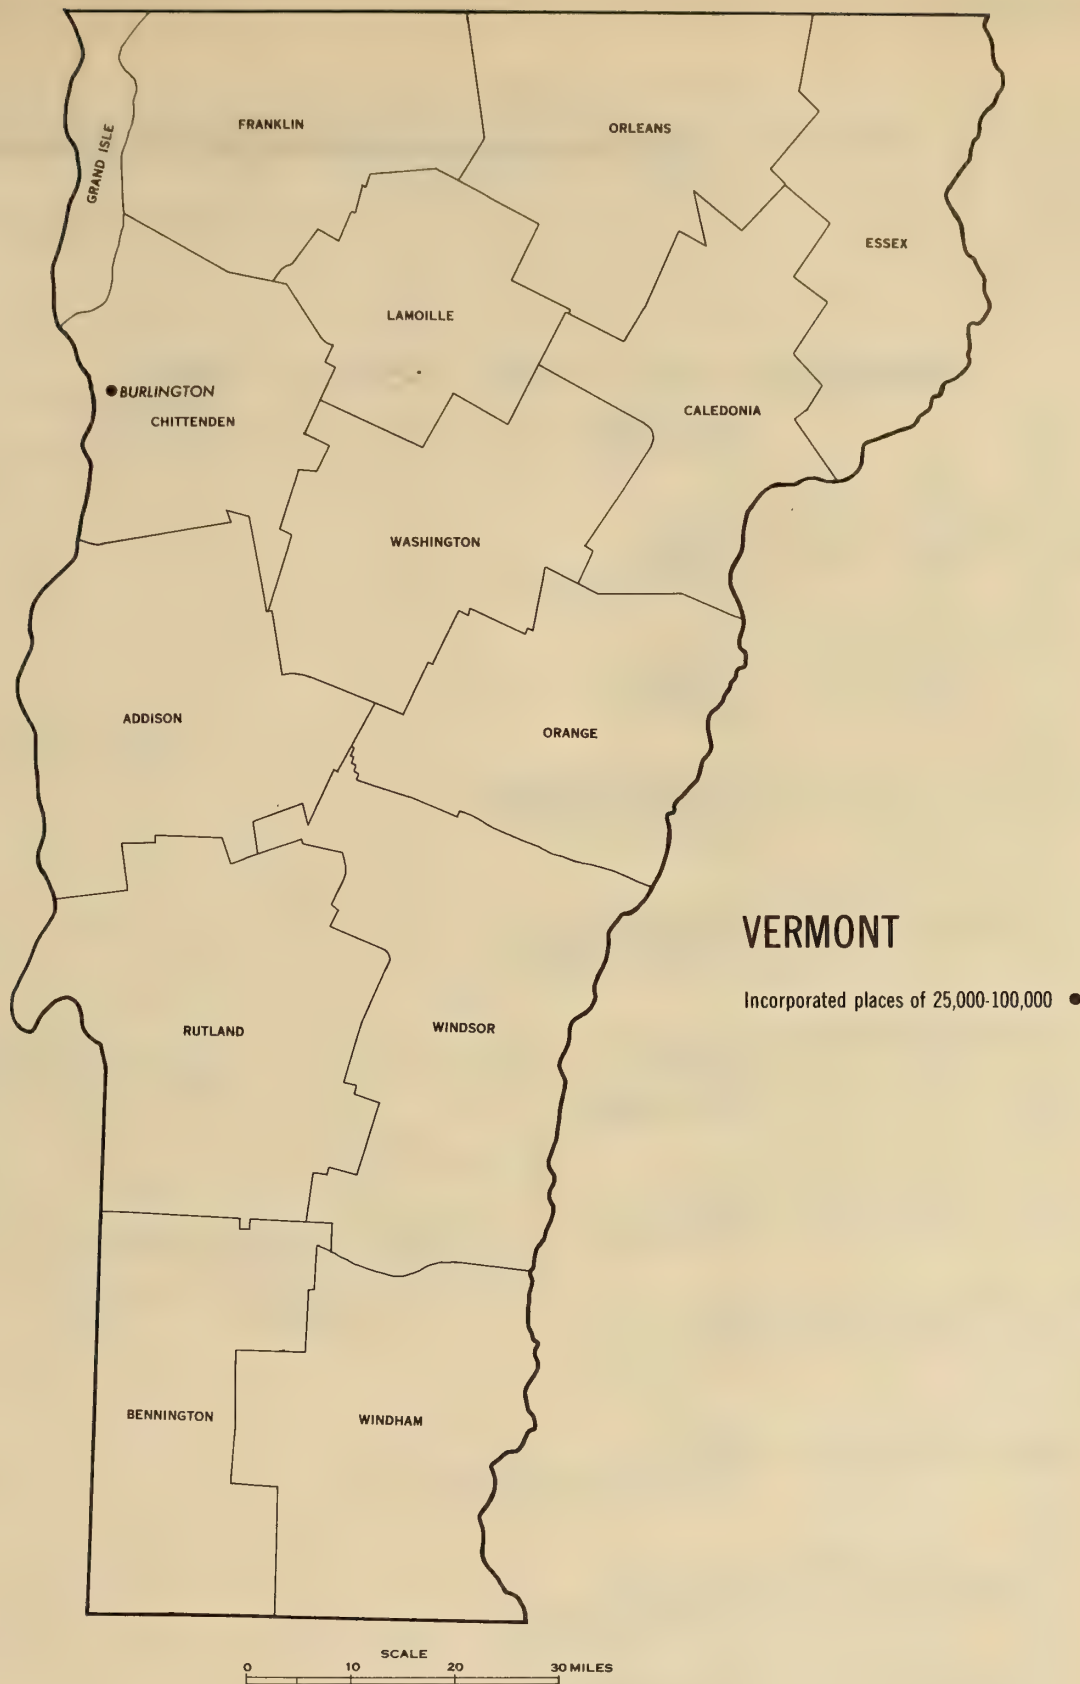 FRANKLIN
ORLEANS
GRAND ISLE
ESSEX
LAMOILLE
BURLINGTON
CHITTENDEN
CALEDONIA
WASHINGTON
ADDISON
ORANGE
VERMONT
Incorporated places of 25,000-100,000
RUTLAND
WINDSOR
BENNINGTON
WINDHAM
SCALE
0 10 20 30 MILES